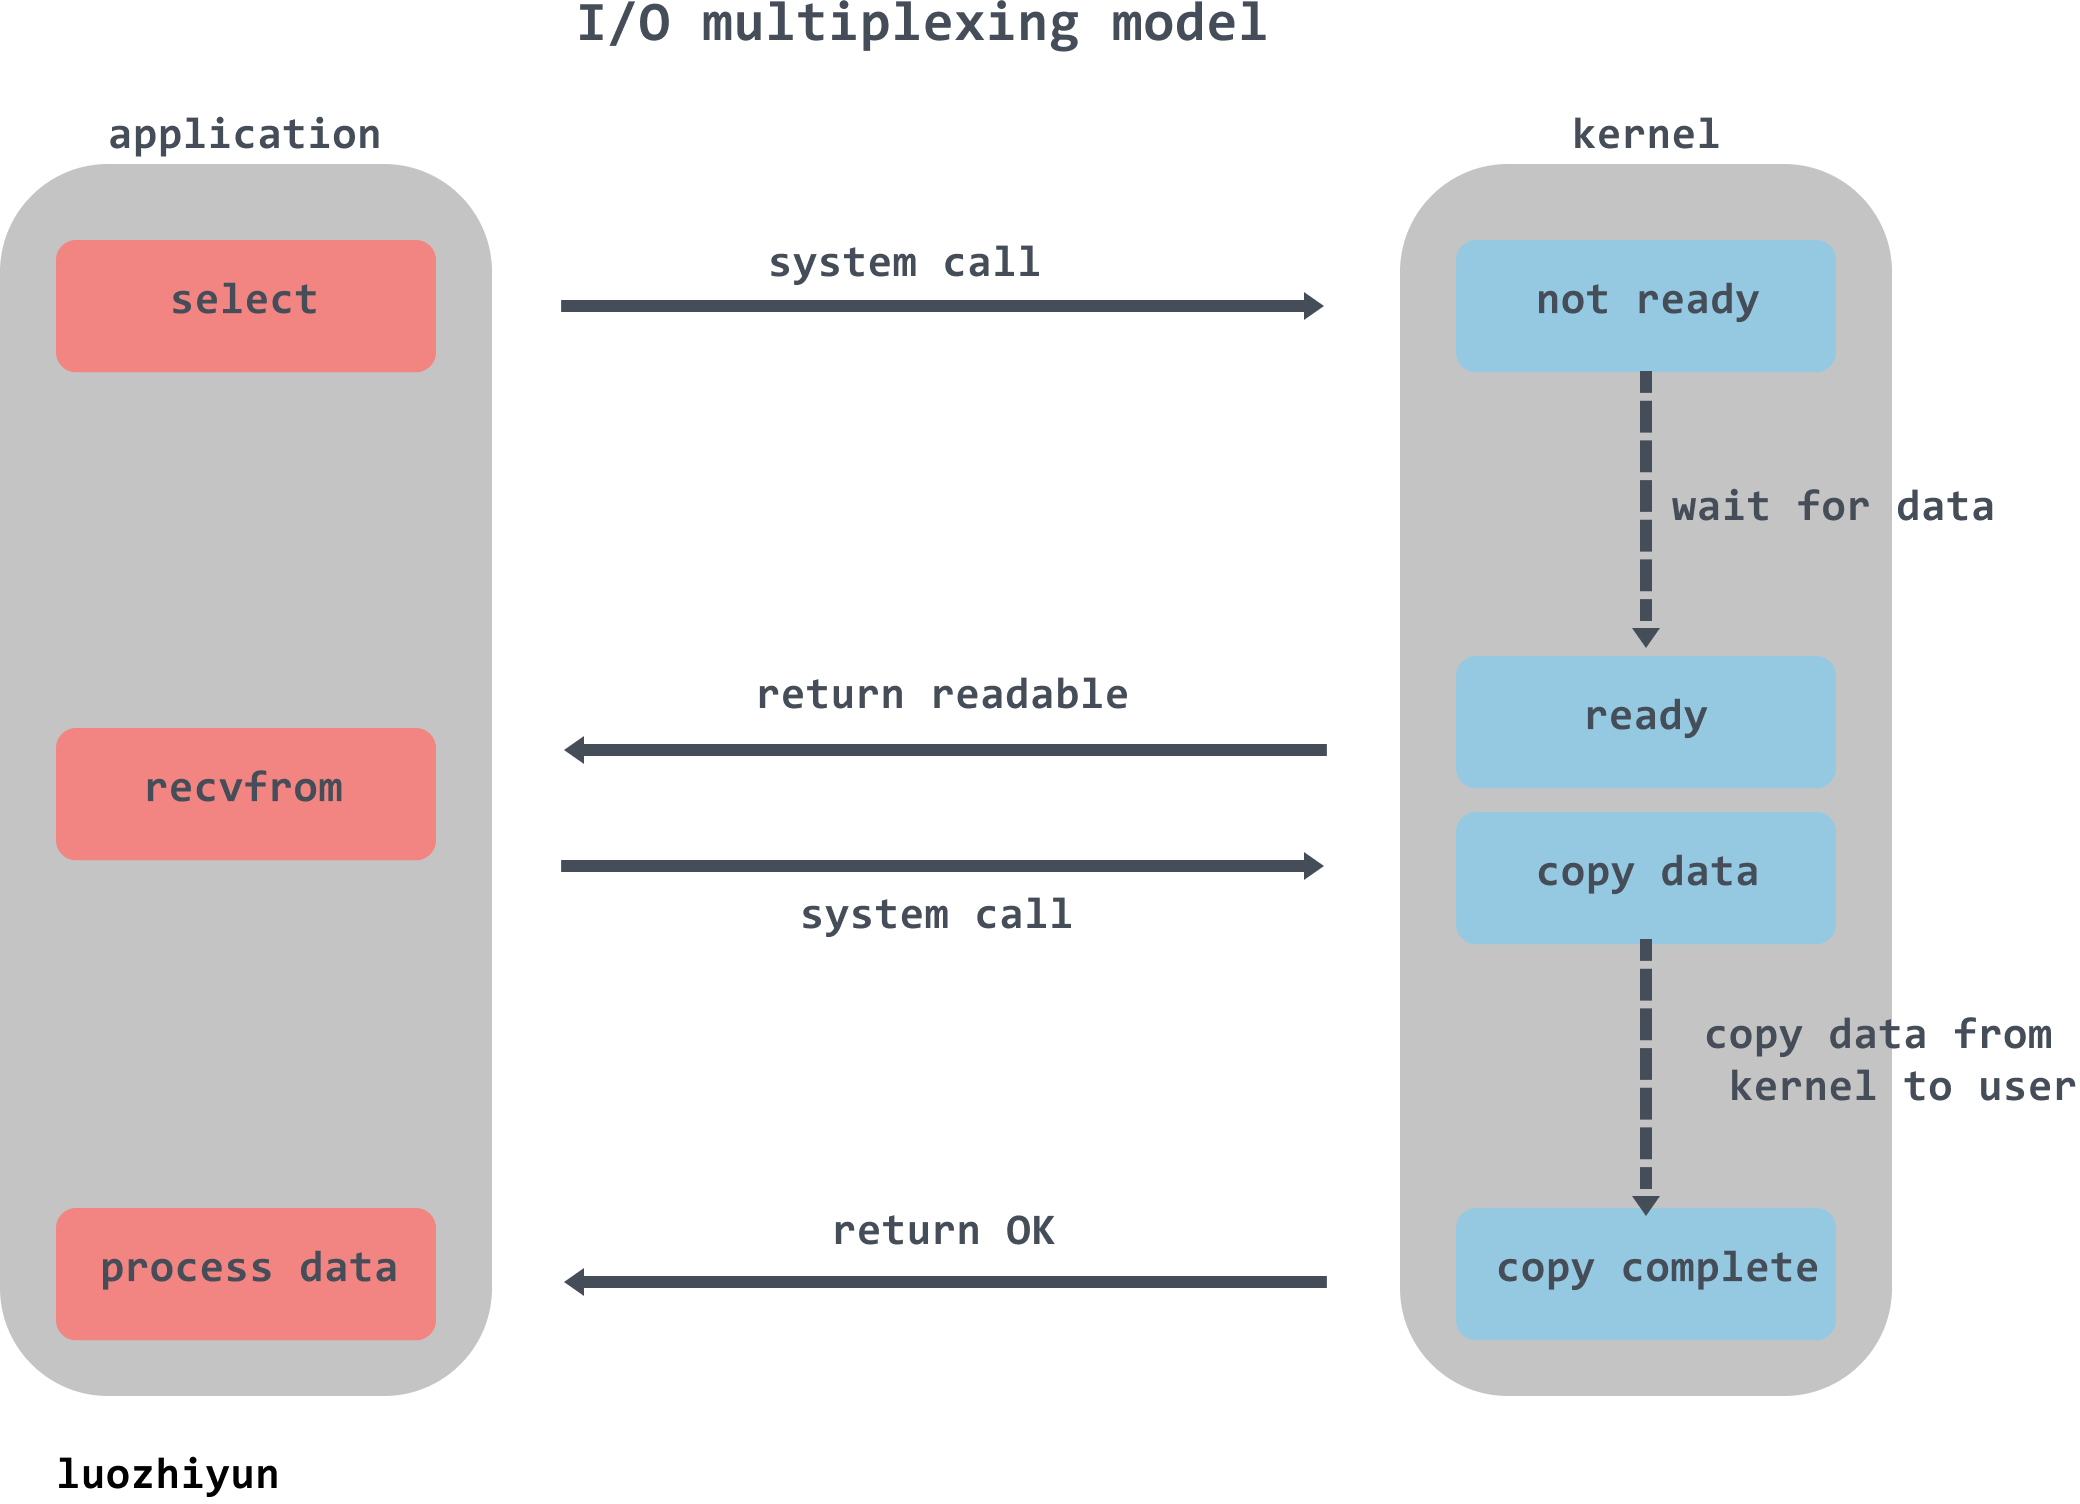 I/O multiplexing model
application
kernel
select
system call
not ready
wait for data
return readable
ready
recvfrom
copy data
system call
copy data from
kernel to user
return OK
process data
copy complete
luozhiyun